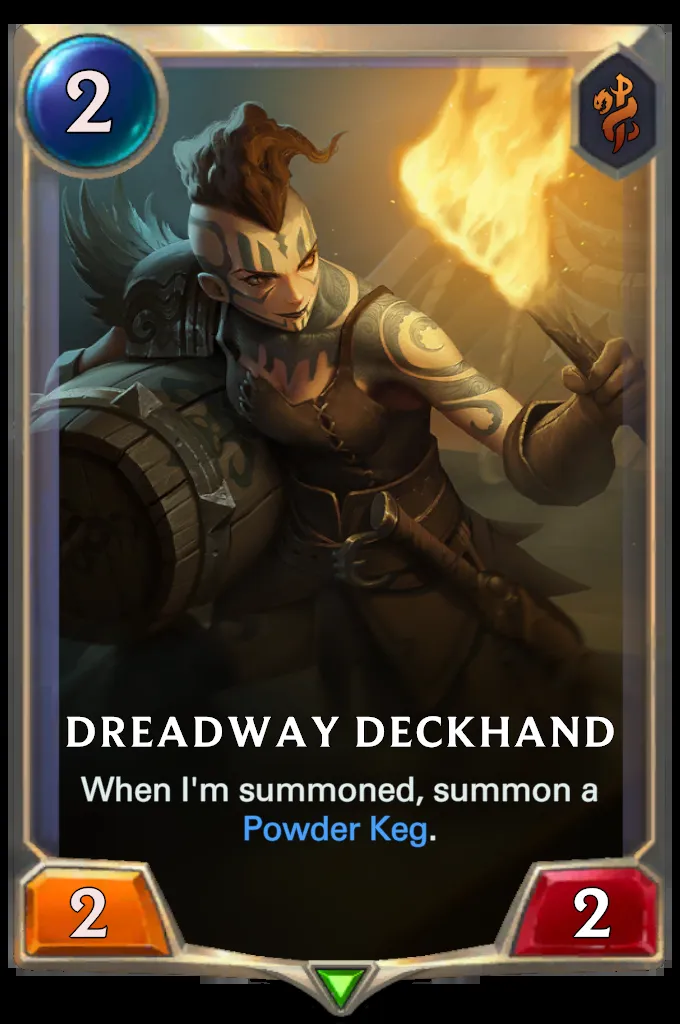 2
DREADWAY DECKHAND
When I'm summoned, summon a
Powder Keg.
2
2